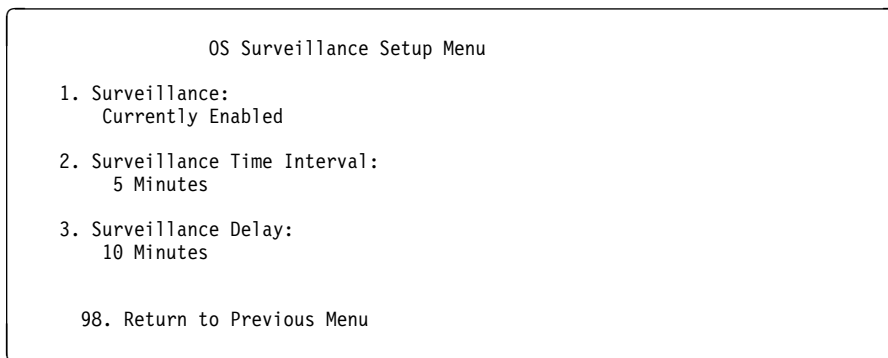 OS Surveillance Setup Menu
1. Surveillance:
Currently Enabled
2. Surveillance Time Interval:
5 Minutes
3. Surveillance Delay:
10 Minutes
98. Return to Previous Menu